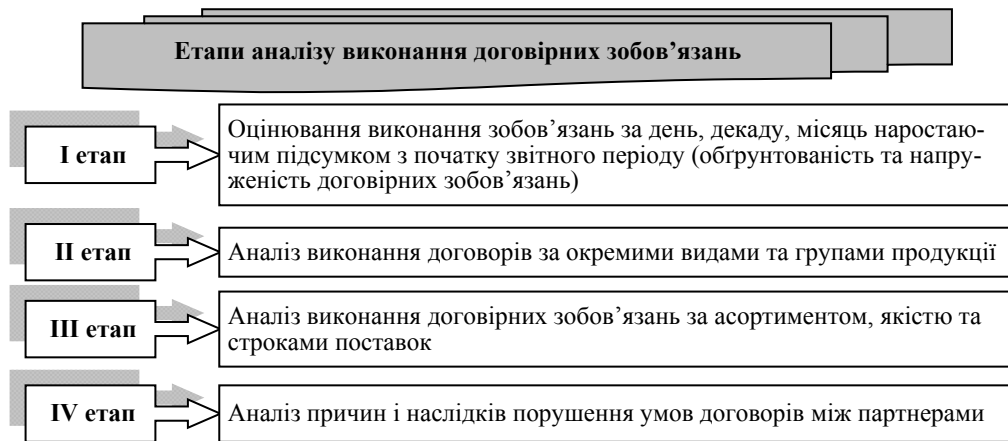 Етапи аналізу виконання договірних зобов’язань
І етап
Оцінювання виконання зобов’язань за день, декаду, місяць наростаю-
чим підсумком з початку звітного періоду (обґрунтованість та напру-
женість договірних зобов’язань)
ІІ етап
Аналіз виконання договорів за окремими видами та групами продукції
ІІІ етап
Аналіз виконання договірних зобов’язань за асортиментом, якістю та
строками поставок
IV етап
Аналіз причин і наслідків порушення умов договорів між партнерами